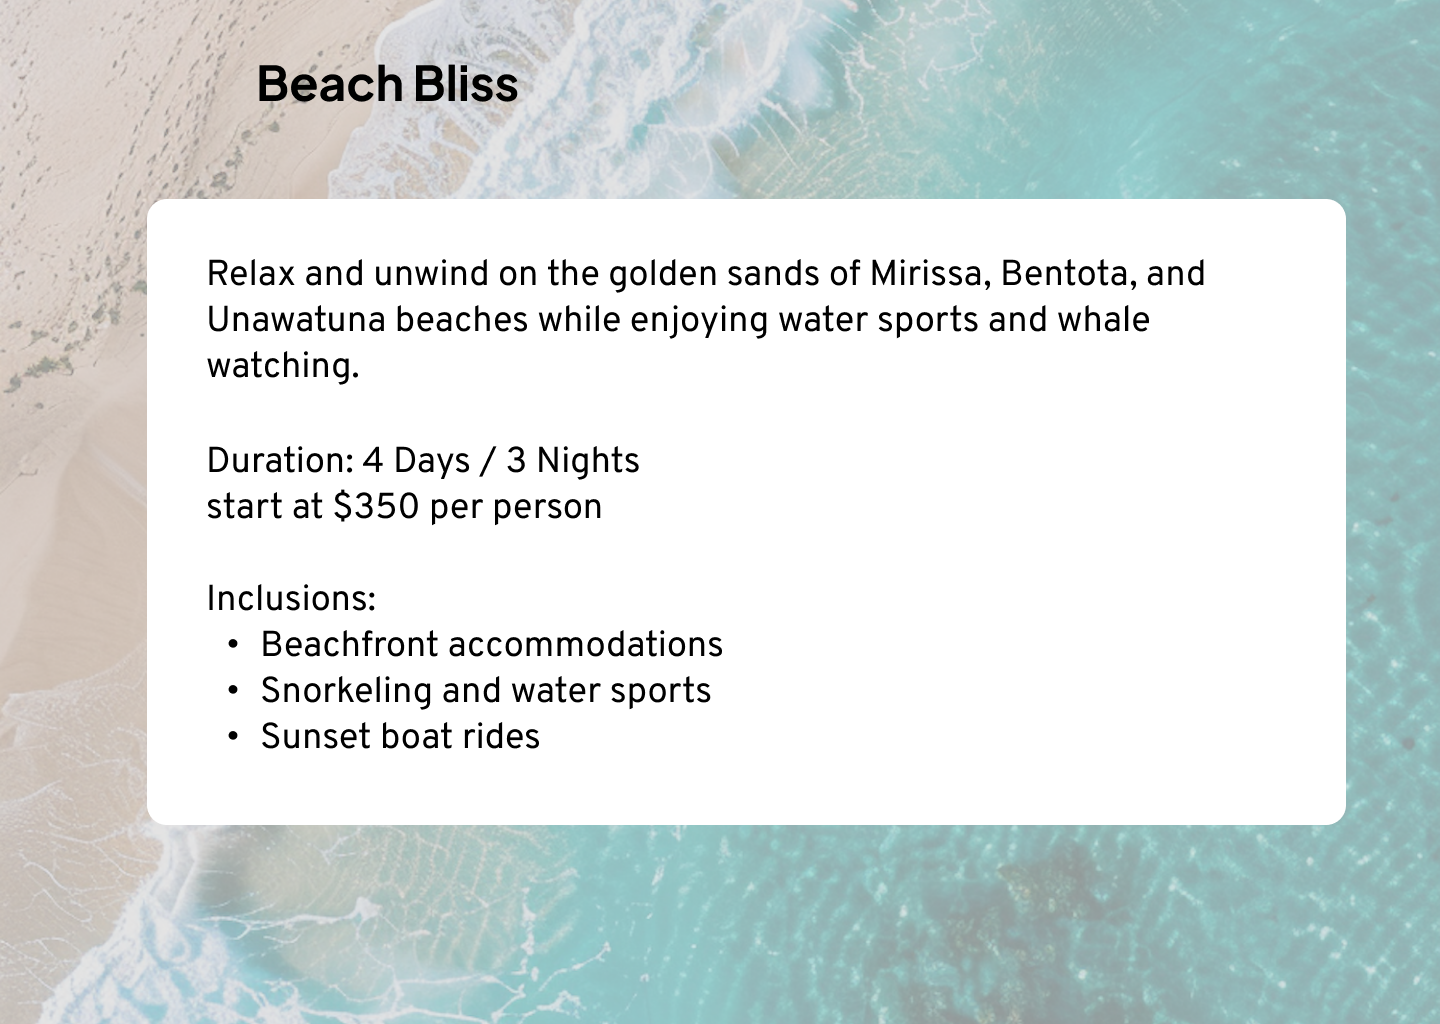 Beach Bliss
Relax and unwind on the golden sands of Mirissa, Bentota, and
Unawatuna beaches while enjoying water sports and whale
watching.
Duration: 4 Days / 3 Nights
start at $350 per person
Inclusions:
• Beachfront accommodations
• Snorkeling and water sports
• Sunset boat rides